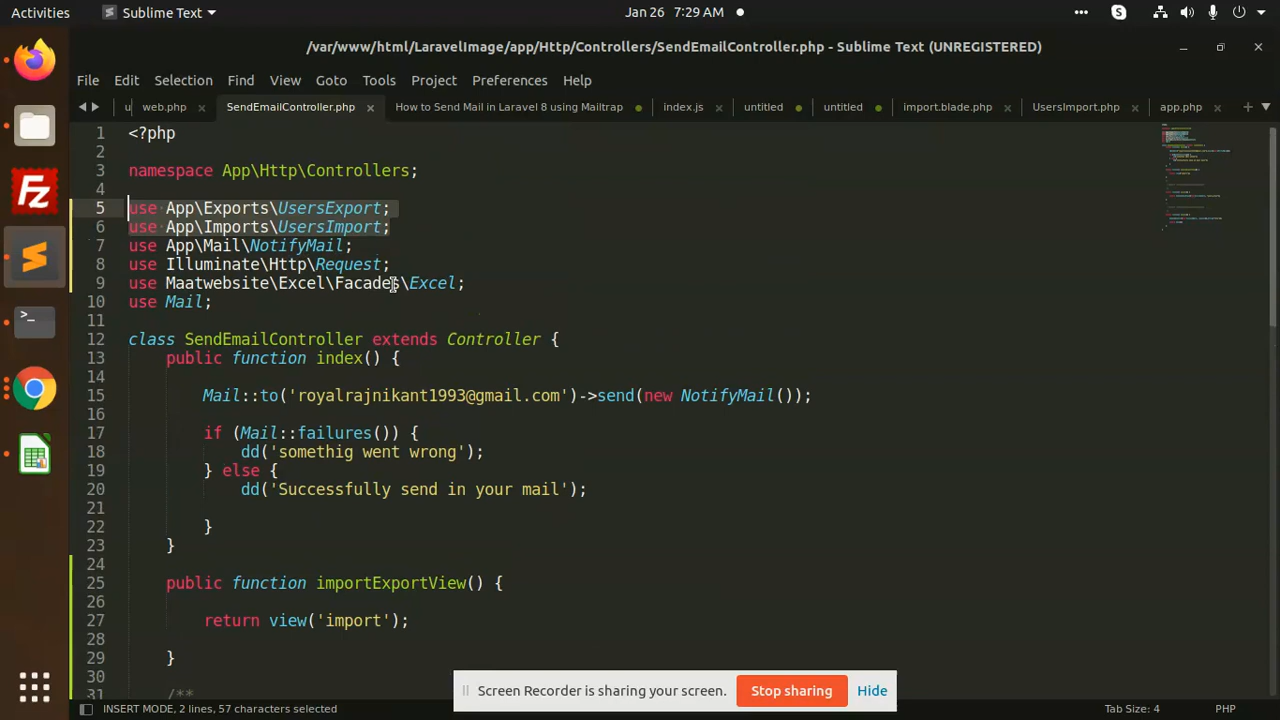 Activities
Sublime Text
Jan 26 7:29 AM
/var/www/html/LaravelImage/app/Http/Controllers/SendEmailController.php - Sublime Text (UNREGISTERED)
File Edit Selection Find View Goto Tools Project Preferences Help
u web.php SendEmailController.php How to Send Mail in Laravel 8 using Mailtrap index.js untitled untitled import.blade.php UsersImport.php app.php
1 <?php
2
3 namespace App\Http\Controllers;
4
5 use App\Exports\UsersExport;
6 use App\Imports\UsersImport;
7 use App\Mail\NotifyMail;
8 use Illuminate\Http\Request;
9 use Maatwebsite\Excel\Facades\Excel;
10 use Mail;
11
12 class SendEmailController extends Controller {
13 public function index() {
14
15 Mail::to('royalrajnikant1993@gmail.com')->send(new NotifyMail());
16
17 if (Mail::failures()) {
18 dd('somethig went wrong');
19 } else {
20 dd('Successfully send in your mail');
21
22 }
23 }
24
25 public function importExportView() {
26
27 return view('import');
28
29 }
30
31 /**
Screen Recorder is sharing your screen. Stop sharing Hide
INSERT MODE, 2 lines, 57 characters selected Tab Size: 4 PHP